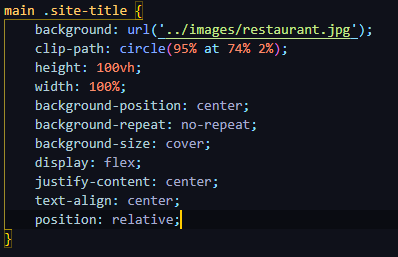 main .site-title {
    background: url('../images/restaurant.jpg');
    clip-path: circle(95% at 74% 2%);
    height: 100vh;
    width: 100%;
    background-position: center;
    background-repeat: no-repeat;
    background-size: cover;
    display: flex;
    justify-content: center;
    text-align: center;
    position: relative;
}